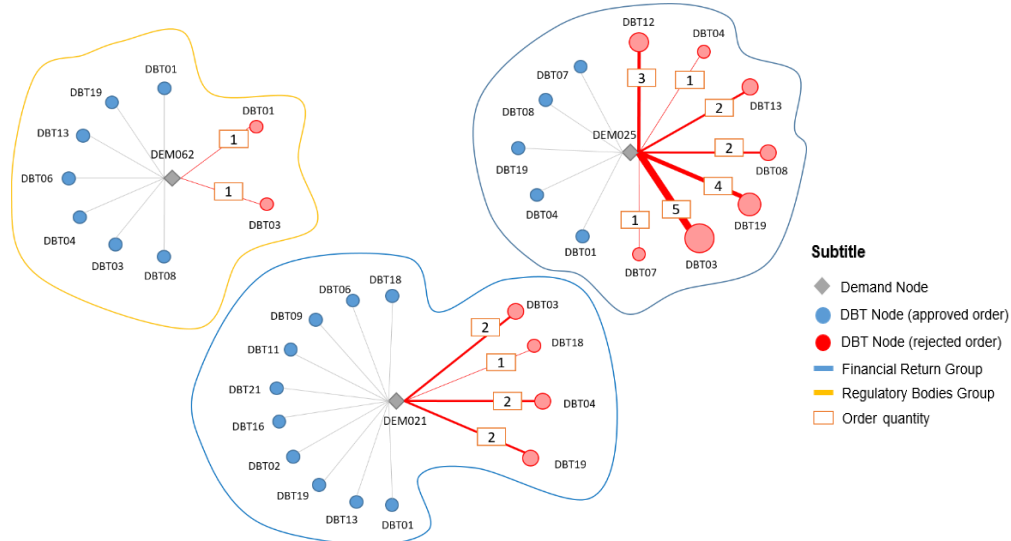 DBT01
DBT19
DBT13
DBT06
DBT04
DBT03
DBT08
DEM062
DBT01
1
1
DBT03
DBT12
DBT04
DBT07
DBT08
DEM025
DBT19
DBT04
DBT01
3
1
2
DBT13
2
DBT08
4
DBT19
5
DBT03
1
DBT07
DBT18
DBT06
DBT09
DBT11
DBT21
DBT16
DBT02
DBT19
DBT13
DBT01
DEM021
DBT03
2
DBT18
1
2
DBT04
2
DBT19
Subtitle
Demand Node
DBT Node (approved order)
DBT Node (rejected order)
Financial Return Group
Regulatory Bodies Group
Order quantity